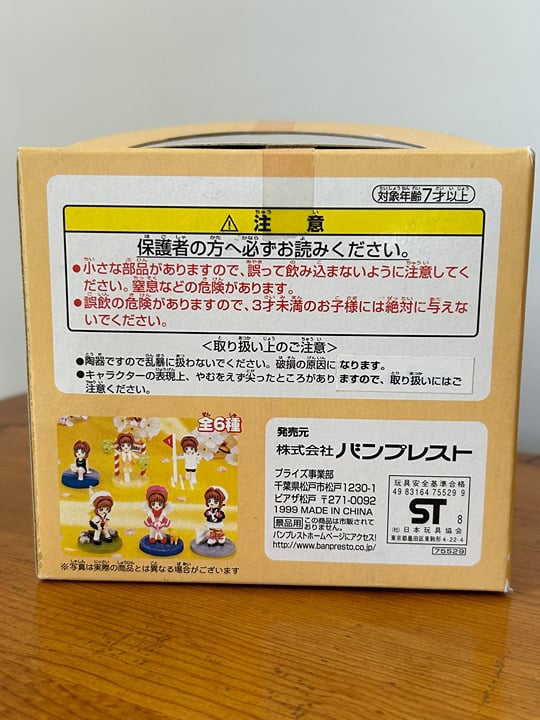 対象年齢7才以上
⚠ 注意
保護者の方へ必ずお読みください。
●小さな部品がありますので、誤って飲み込まないように注意してく
ださい。窒息などの危険があります。
●誤飲の危険がありますので、3才未満のお子様には絶対に与えな
いでください。
<取り扱い上のご注意>
●陶器ですので乱暴に扱わないでください。破損の原因になります。
●キャラクターの表現上、やむをえず尖ったところがありますので、取り扱いにはご
注意ください。
全6種
※写真は実際の商品とは異なる場合がございます
発売元
株式会社 バンプレスト
プライズ事業部
千葉県松戸市松戸1230-1
ピアザ松戸 〒271-0092
1999 MADE IN CHINA
景品用 この商品は市販されて
おりません。
バンプレストホームページにアクセス!
http://www.banpresto.co.jp/
玩具安全基準合格
49 83164 75529 9
ST 8
(社)日本玩具協会
東京都墨田区東駒形4-22-4
75529